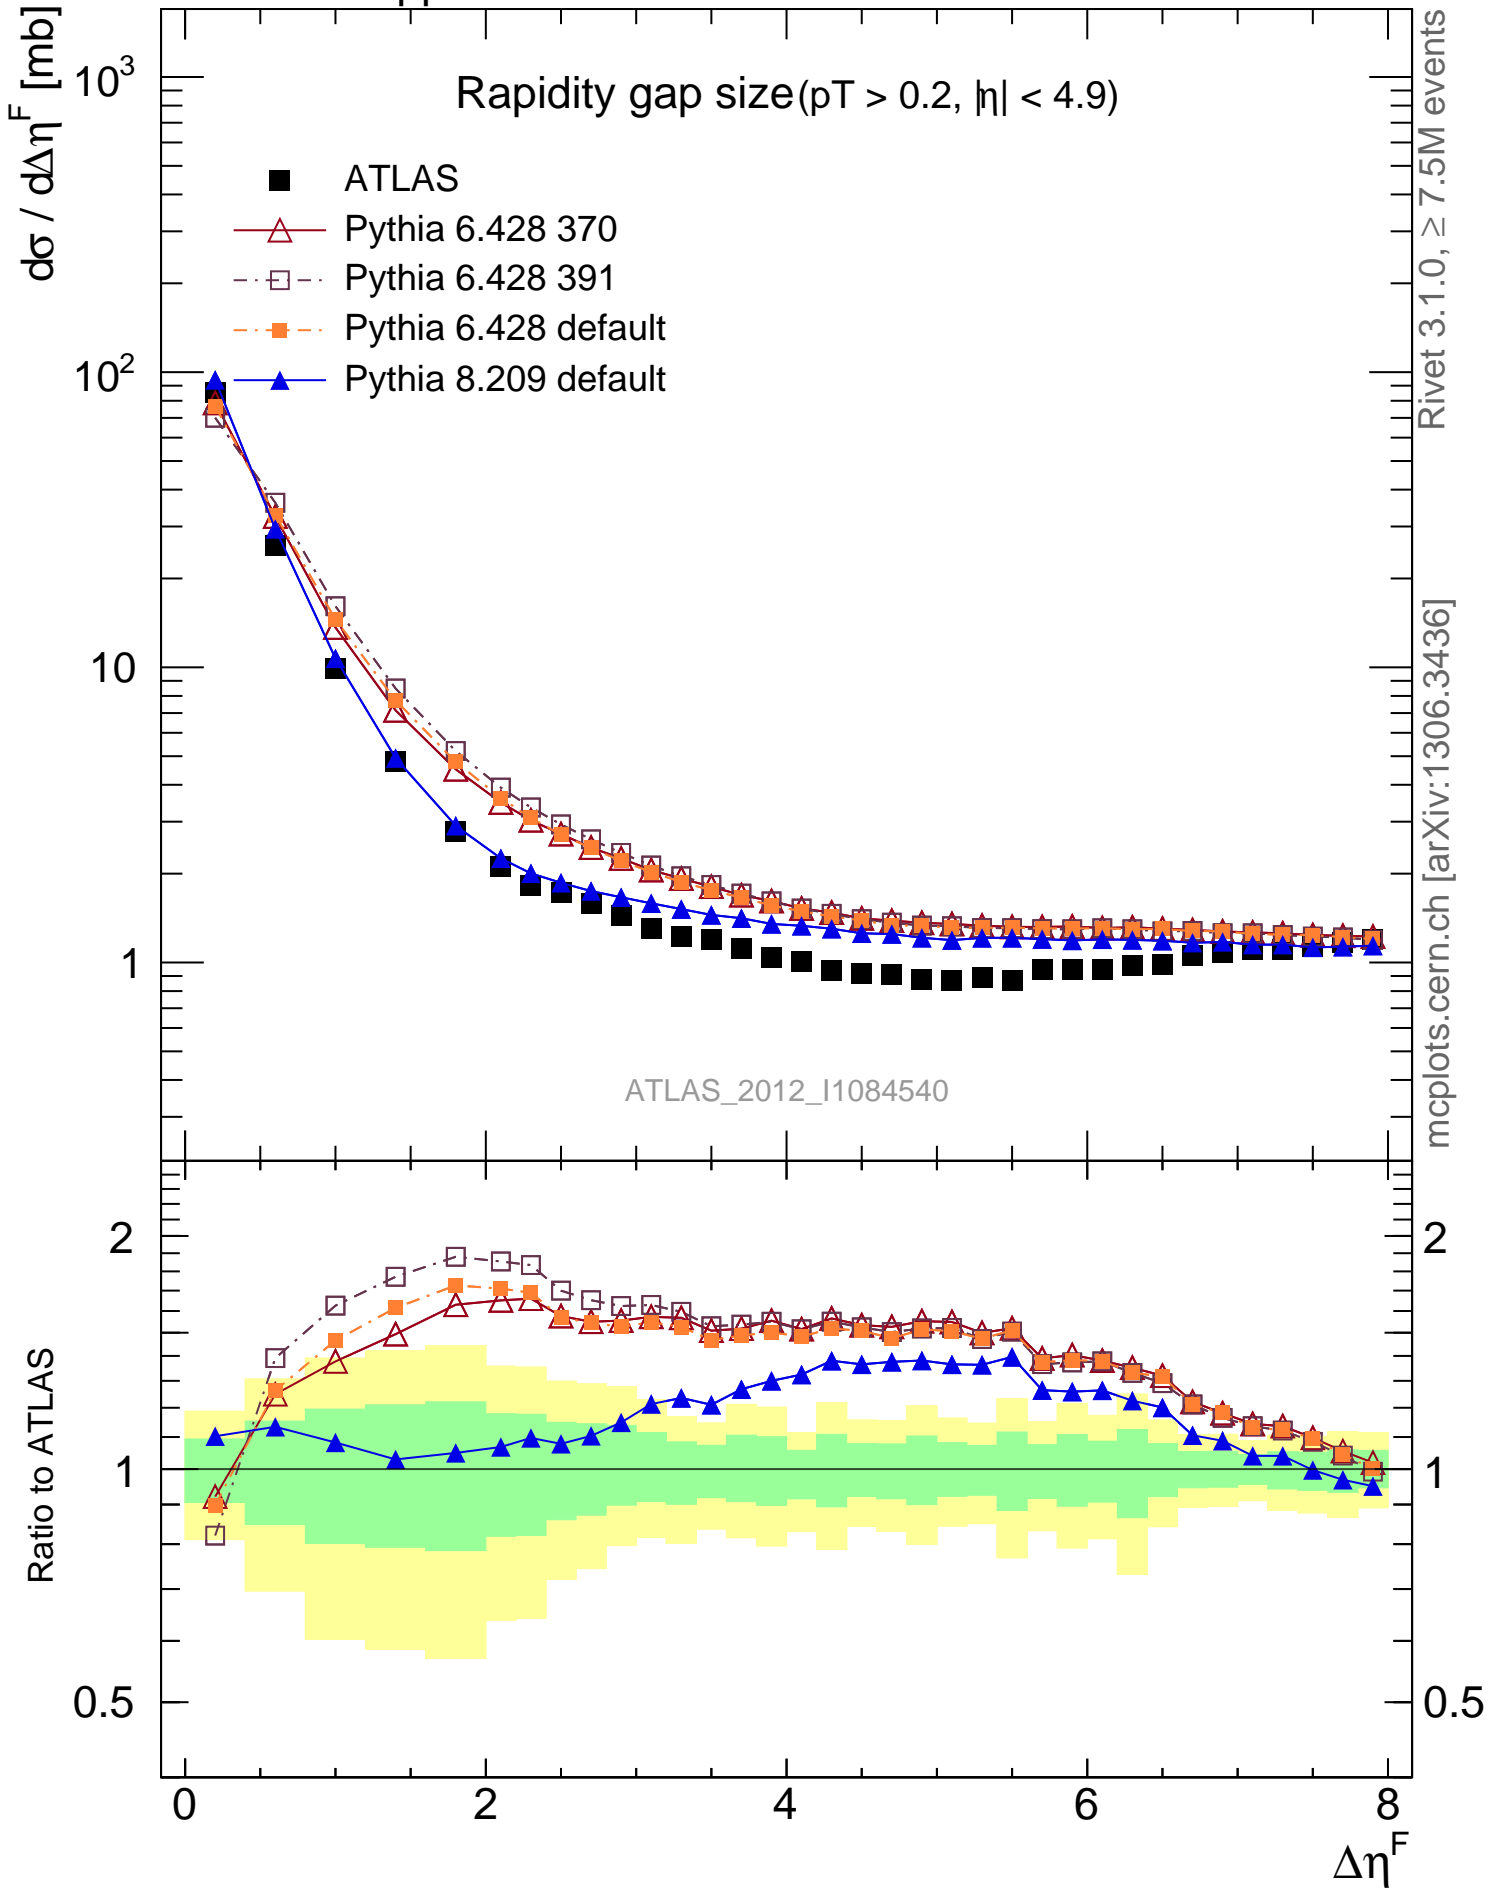 pp
Rapidity gap size(pT > 0.2, |η| < 4.9)
dσ / dΔη^F [mb]
10^3
10^2
10
1
ATLAS
Pythia 6.428 370
Pythia 6.428 391
Pythia 6.428 default
Pythia 8.209 default
ATLAS_2012_I1084540
Rivet 3.1.0, ≥ 7.5M events
mcplots.cern.ch [arXiv:1306.3436]
Ratio to ATLAS
2
1
0.5
2
1
0.5
0 2 4 6 8
Δη^F